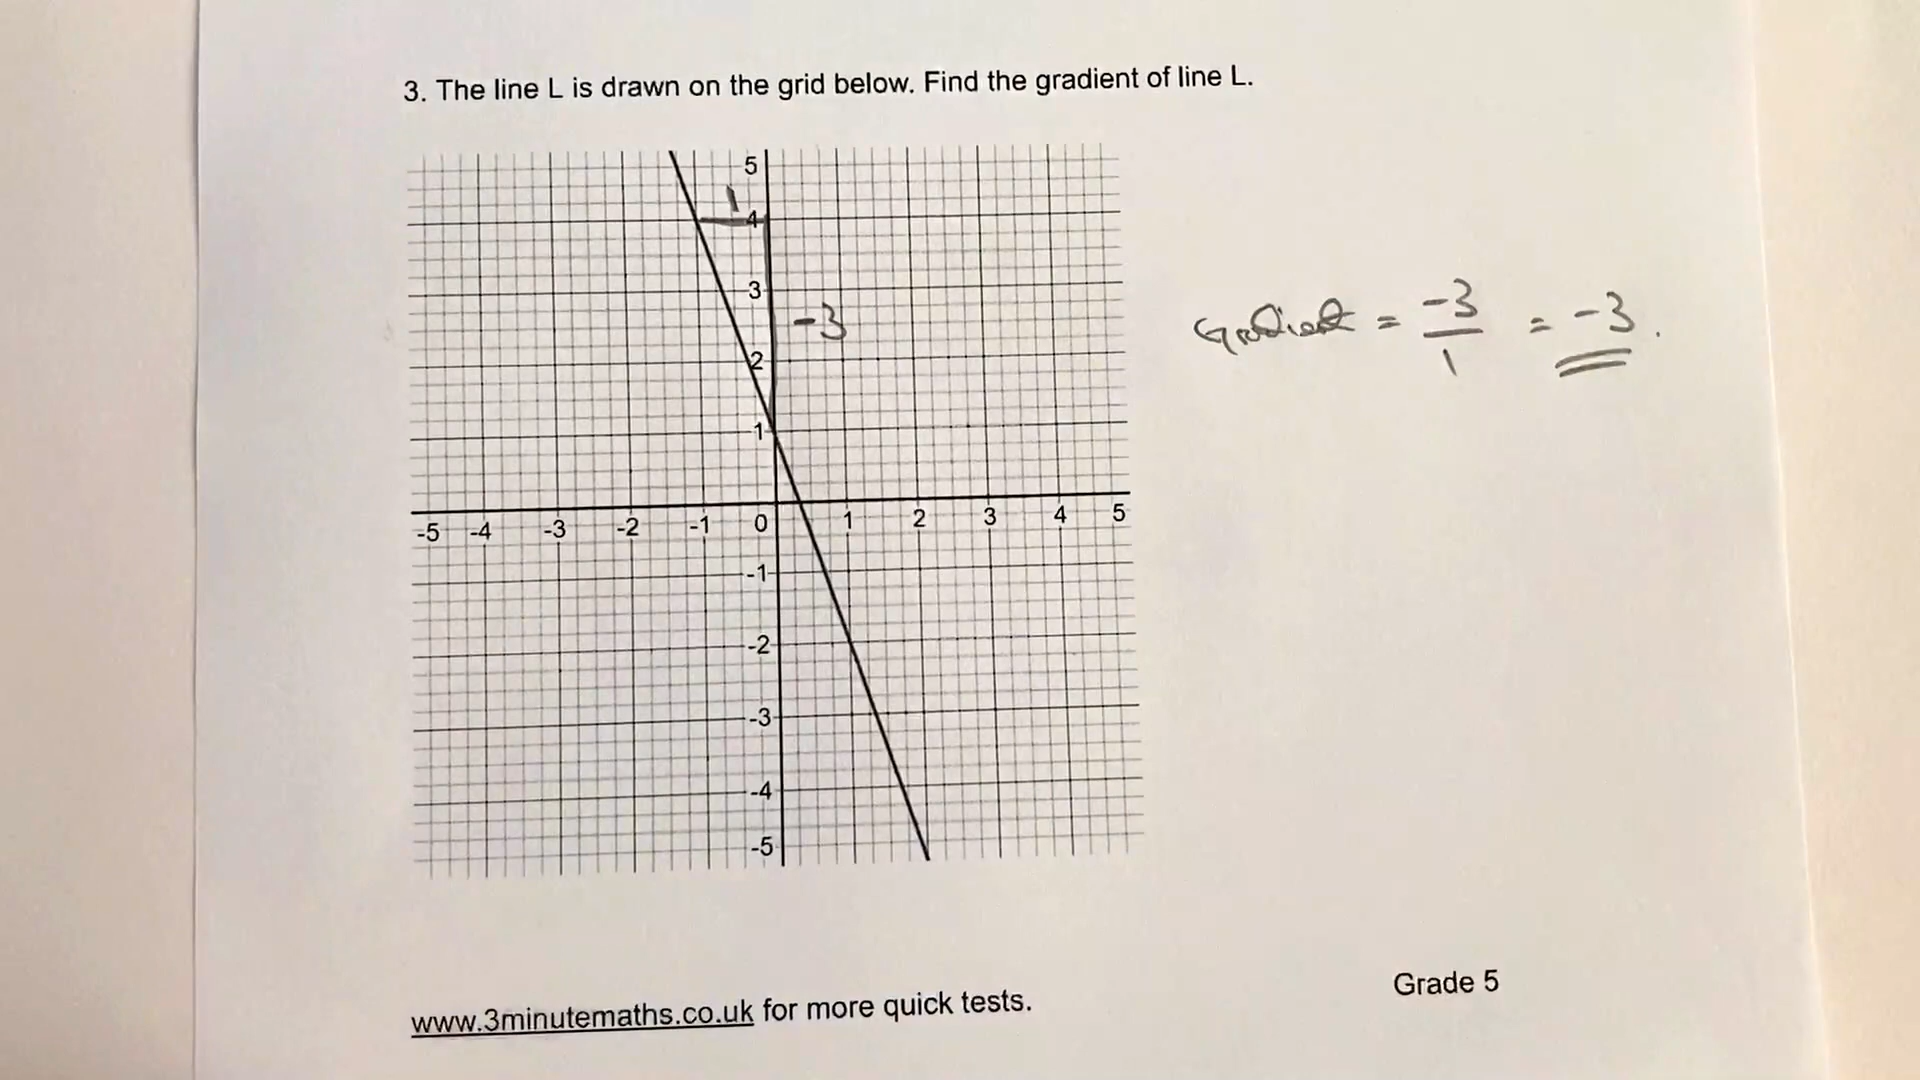 3. The line L is drawn on the grid below. Find the gradient of line L.
5
1
4
3
-3
2
1
Gradient = -3/1 = -3.
-5 -4 -3 -2 -1 0 1 2 3 4 5
-1
-2
-3
-4
-5
Grade 5
www.3minutemaths.co.uk for more quick tests.